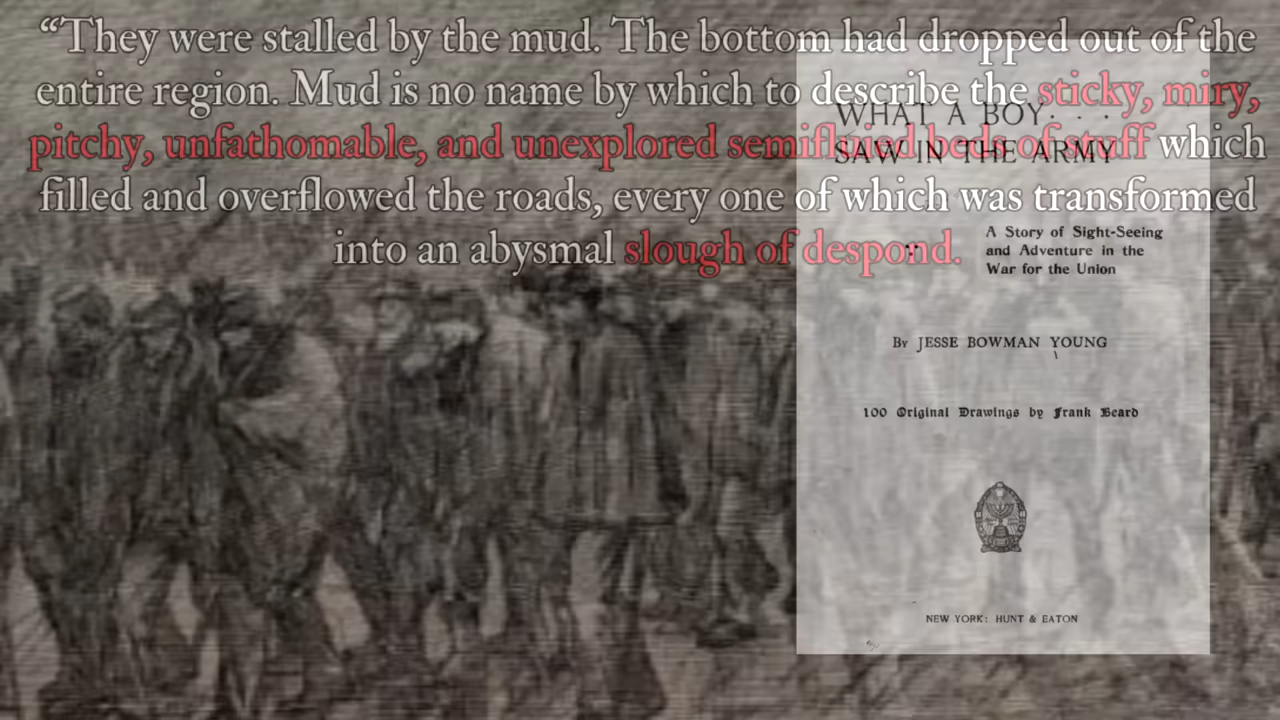 “They were stalled by the mud. The bottom had dropped out of the
entire region. Mud is no name by which to describe the sticky, miry,
pitchy, unfathomable, and unexplored semifluid beds of stuff which
filled and overflowed the roads, every one of which was transformed
into an abysmal slough of despond.
WHAT A BOY . . .
SAW IN THE ARMY
A Story of Sight-Seeing
and Adventure in the
War for the Union
By JESSE BOWMAN YOUNG
100 Original Drawings by Frank Beard
NEW YORK: HUNT & EATON